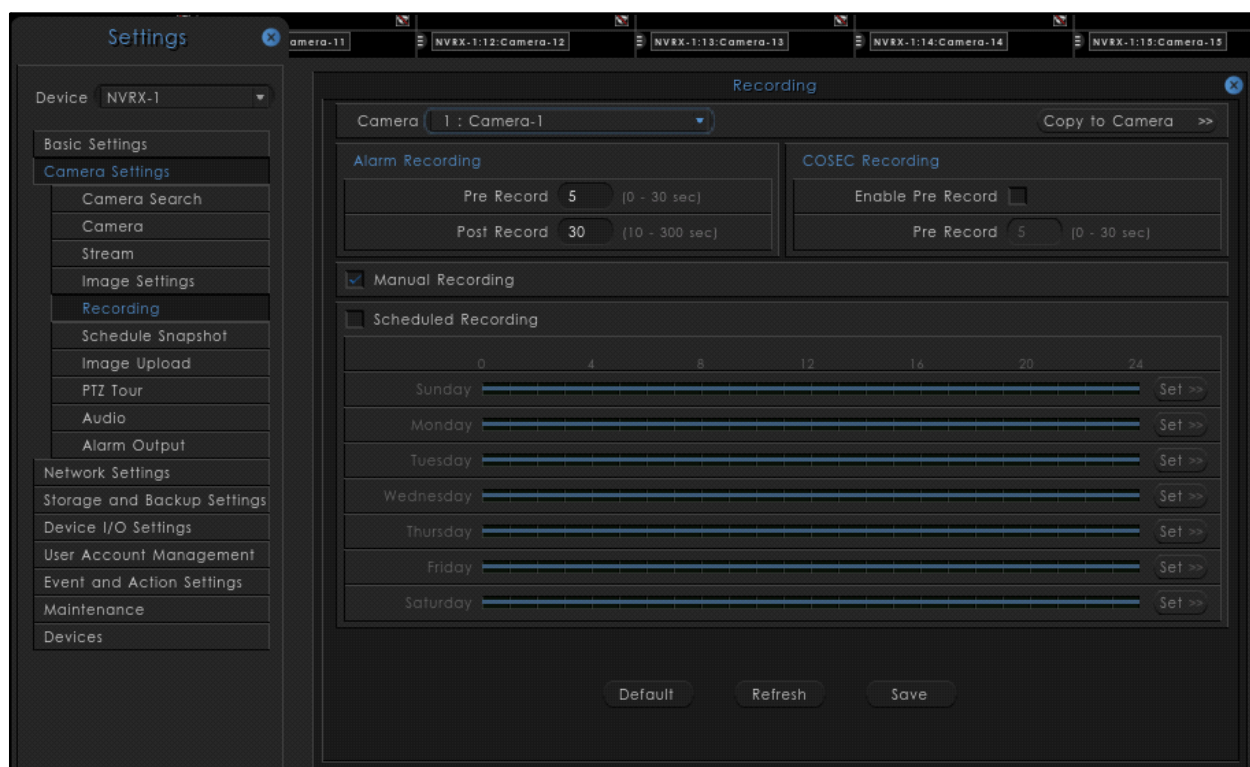 Settings
amera-11
NVRX-1:12:Camera-12
NVRX-1:13:Camera-13
NVRX-1:14:Camera-14
NVRX-1:15:Camera-15
Device NVRX-1
Basic Settings
Camera Settings
Camera Search
Camera
Stream
Image Settings
Recording
Schedule Snapshot
Image Upload
PTZ Tour
Audio
Alarm Output
Network Settings
Storage and Backup Settings
Device I/O Settings
User Account Management
Event and Action Settings
Maintenance
Devices
Recording
Camera 1 : Camera-1 Copy to Camera >>
Alarm Recording
Pre Record 5 (0 - 30 sec)
Post Record 30 (10 - 300 sec)
COSEC Recording
Enable Pre Record
Pre Record 5 (0 - 30 sec)
Manual Recording
Scheduled Recording
0 4 8 12 16 20 24
Sunday Set >>
Monday Set >>
Tuesday Set >>
Wednesday Set >>
Thursday Set >>
Friday Set >>
Saturday Set >>
Default Refresh Save